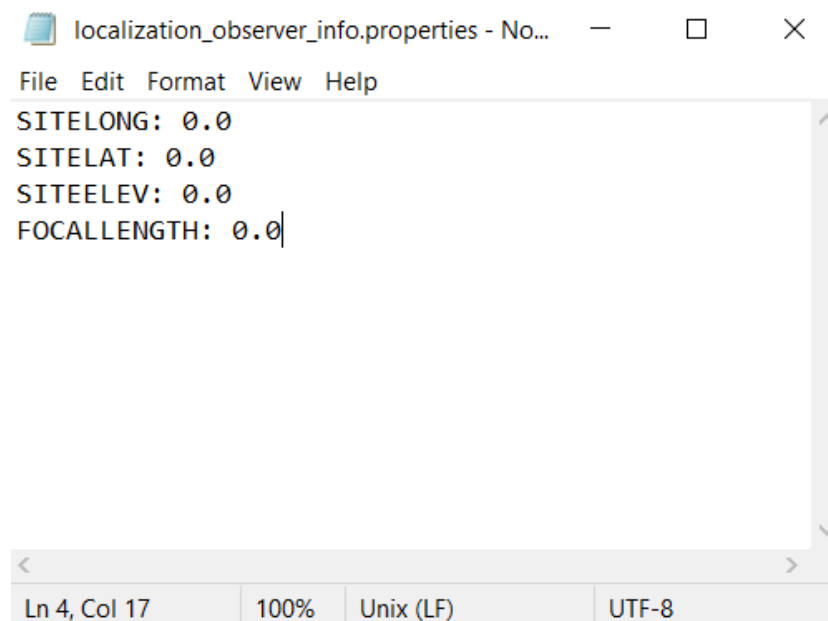 localization_observer_info.properties - No...
File Edit Format View Help
SITELONG: 0.0
SITELAT: 0.0
SITEELEV: 0.0
FOCALLENGTH: 0.0
Ln 4, Col 17 100% Unix (LF) UTF-8